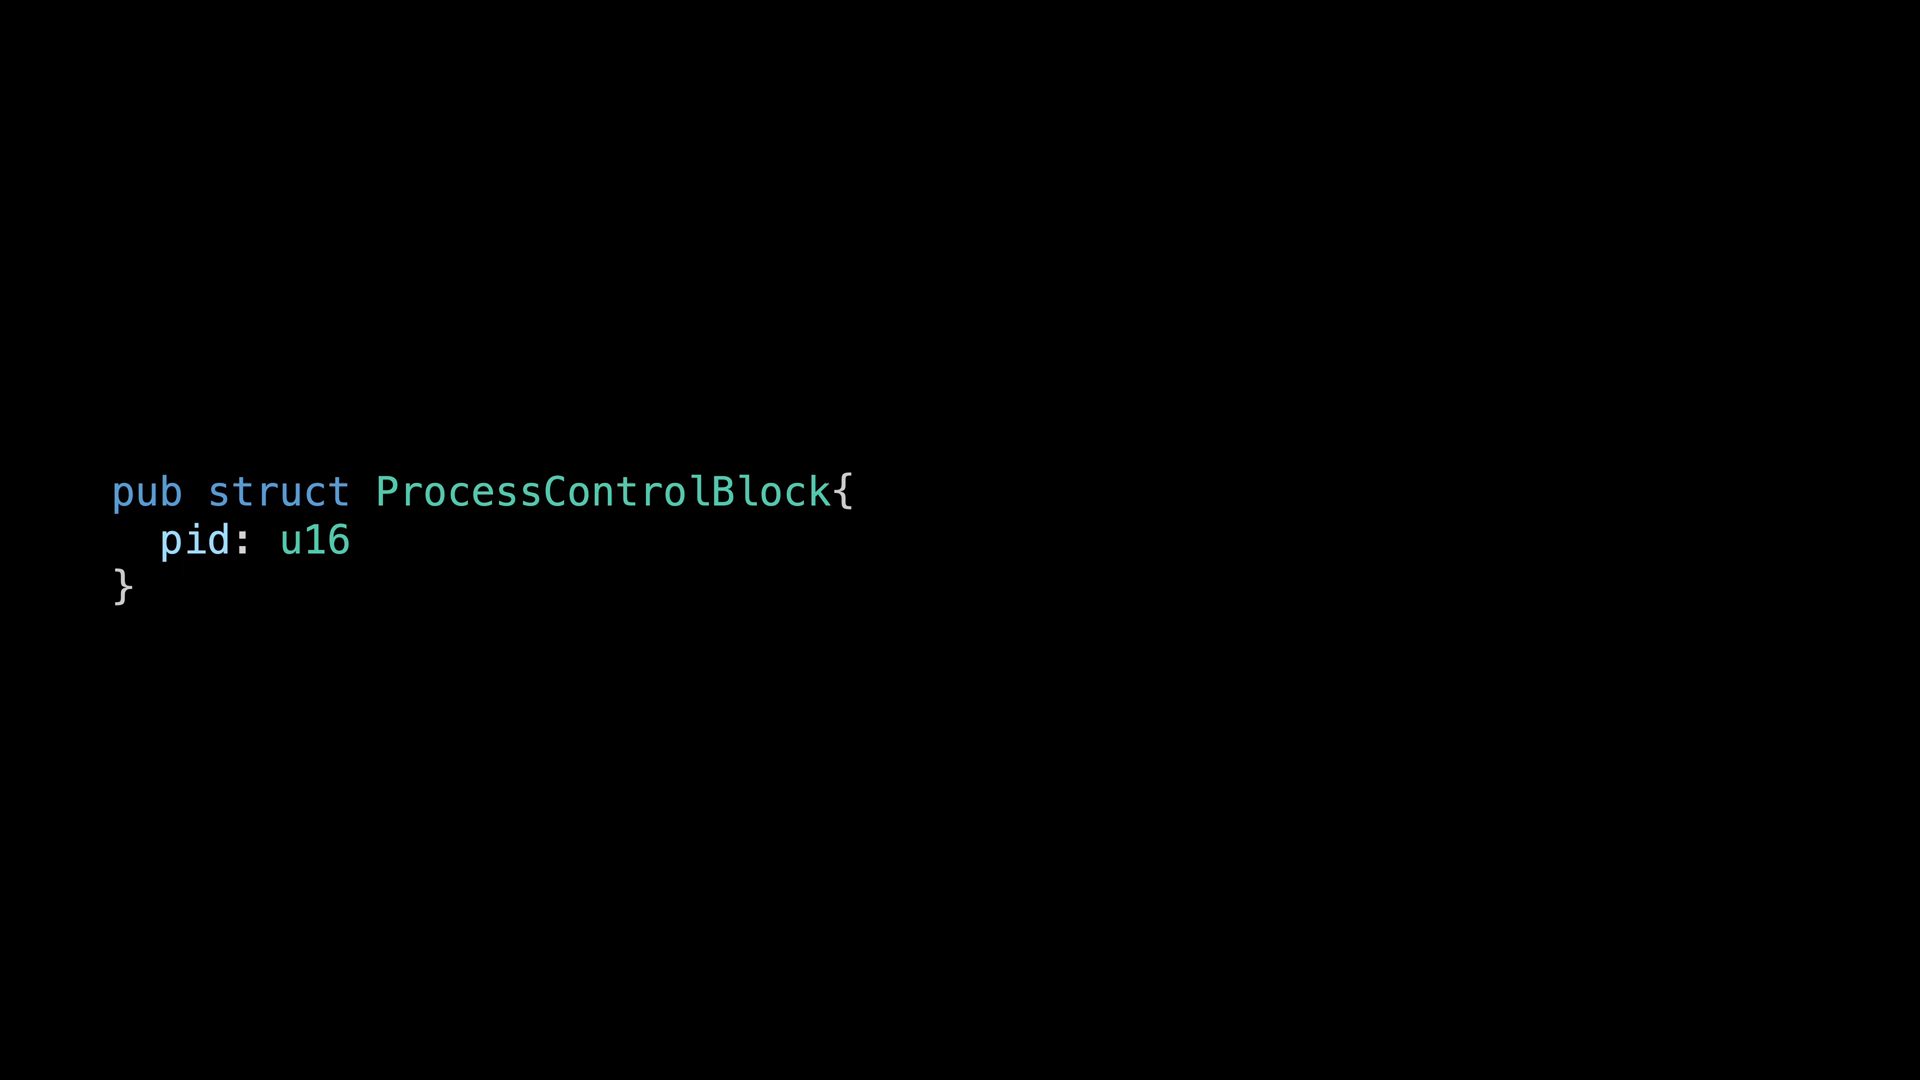 pub struct ProcessControlBlock{
  pid: u16
}